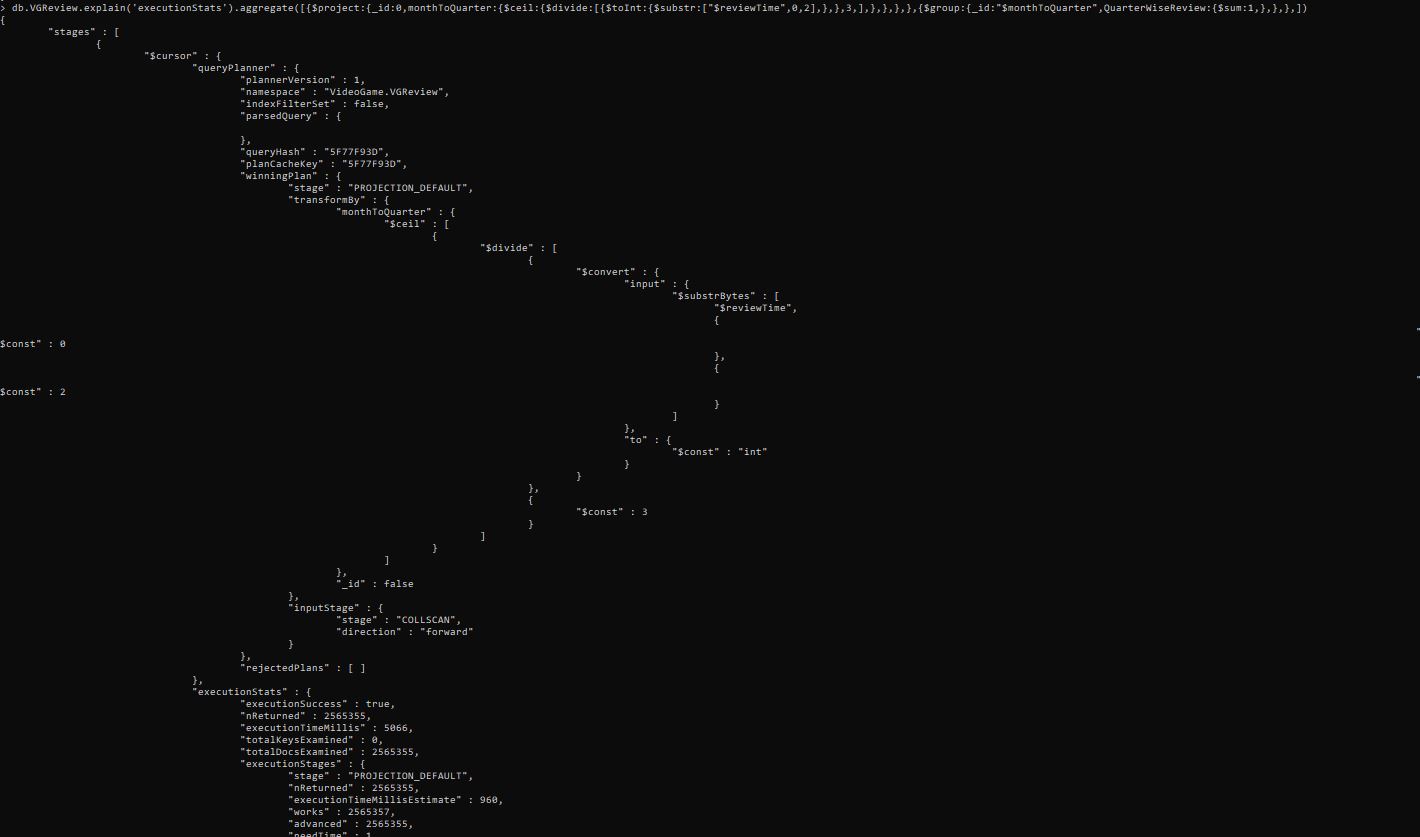 > db.VGReview.explain('executionStats').aggregate([{$project:{_id:0,monthToQuarter:{$ceil:{$divide:[{$toInt:{$substr:["$reviewTime",0,2],},},3,],},},},},{$group:{_id:"$monthToQuarter",QuarterWiseReview:{$sum:1,},},},])
{
"stages" : [
{
"$cursor" : {
"queryPlanner" : {
"plannerVersion" : 1,
"namespace" : "VideoGame.VGReview",
"indexFilterSet" : false,
"parsedQuery" : {
},
"queryHash" : "5F77F93D",
"planCacheKey" : "5F77F93D",
"winningPlan" : {
"stage" : "PROJECTION_DEFAULT",
"transformBy" : {
"monthToQuarter" : {
"$ceil" : [
{
"$divide" : [
{
"$convert" : {
"input" : {
"$substrBytes" : [
"$reviewTime",
{
"
$const" : 0
},
{
"
$const" : 2
}
]
},
"to" : {
"$const" : "int"
}
}
},
{
"$const" : 3
}
]
}
]
},
"_id" : false
},
"inputStage" : {
"stage" : "COLLSCAN",
"direction" : "forward"
}
},
"rejectedPlans" : [ ]
},
"executionStats" : {
"executionSuccess" : true,
"nReturned" : 2565355,
"executionTimeMillis" : 5066,
"totalKeysExamined" : 0,
"totalDocsExamined" : 2565355,
"executionStages" : {
"stage" : "PROJECTION_DEFAULT",
"nReturned" : 2565355,
"executionTimeMillisEstimate" : 960,
"works" : 2565357,
"advanced" : 2565355,
"needTime" : 1,